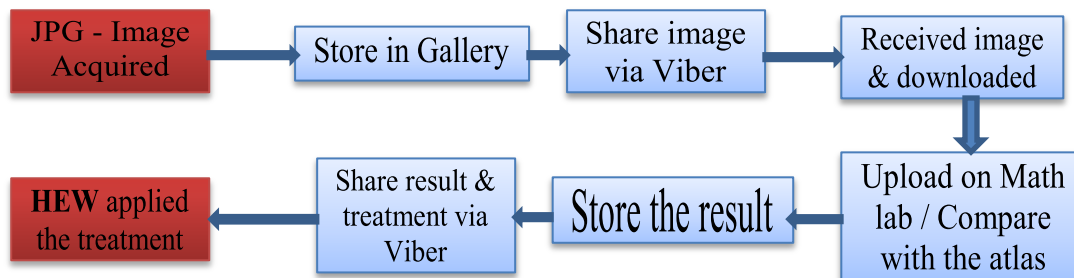 JPG - Image
Acquired
Store in Gallery
Share image
via Viber
Received image
& downloaded
Upload on Math
lab / Compare
with the atlas
Store the result
Share result &
treatment via
Viber
HEW applied
the treatment